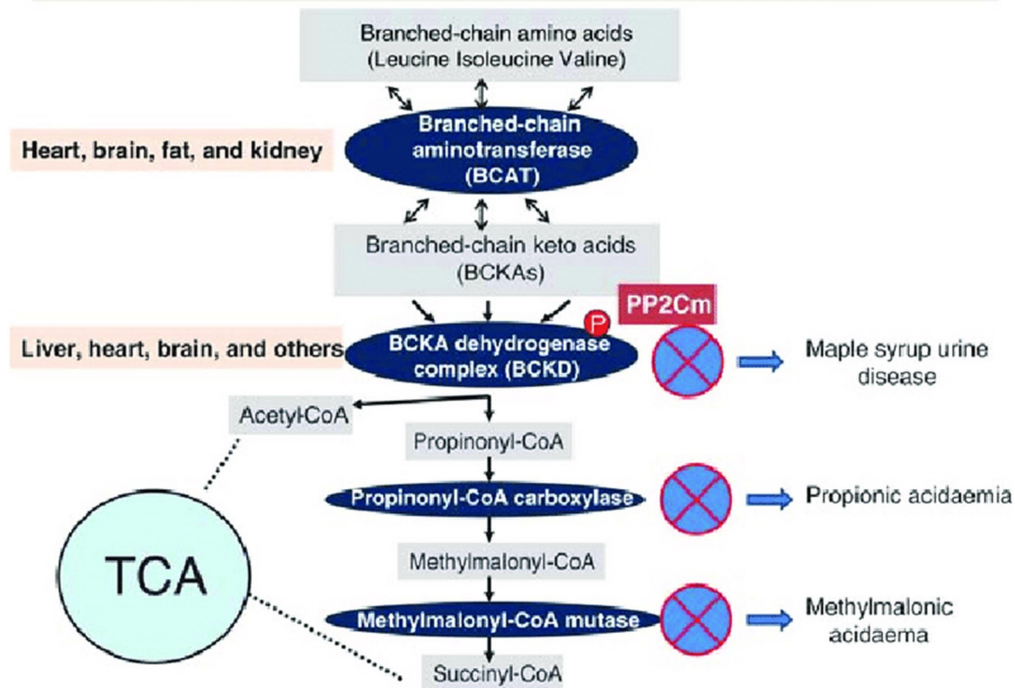 Branched-chain amino acids
(Leucine Isoleucine Valine)
Branched-chain
aminotransferase
(BCAT)
Heart, brain, fat, and kidney
Branched-chain keto acids
(BCKAs)
PP2Cm
P
BCKA dehydrogenase
complex (BCKD)
Liver, heart, brain, and others
Maple syrup urine
disease
Acetyl-CoA
Propinonyl-CoA
Propinonyl-CoA carboxylase
Propionic acidaemia
TCA
Methylmalonyl-CoA
Methylmalonyl-CoA mutase
Methylmalonic
acidaema
Succinyl-CoA